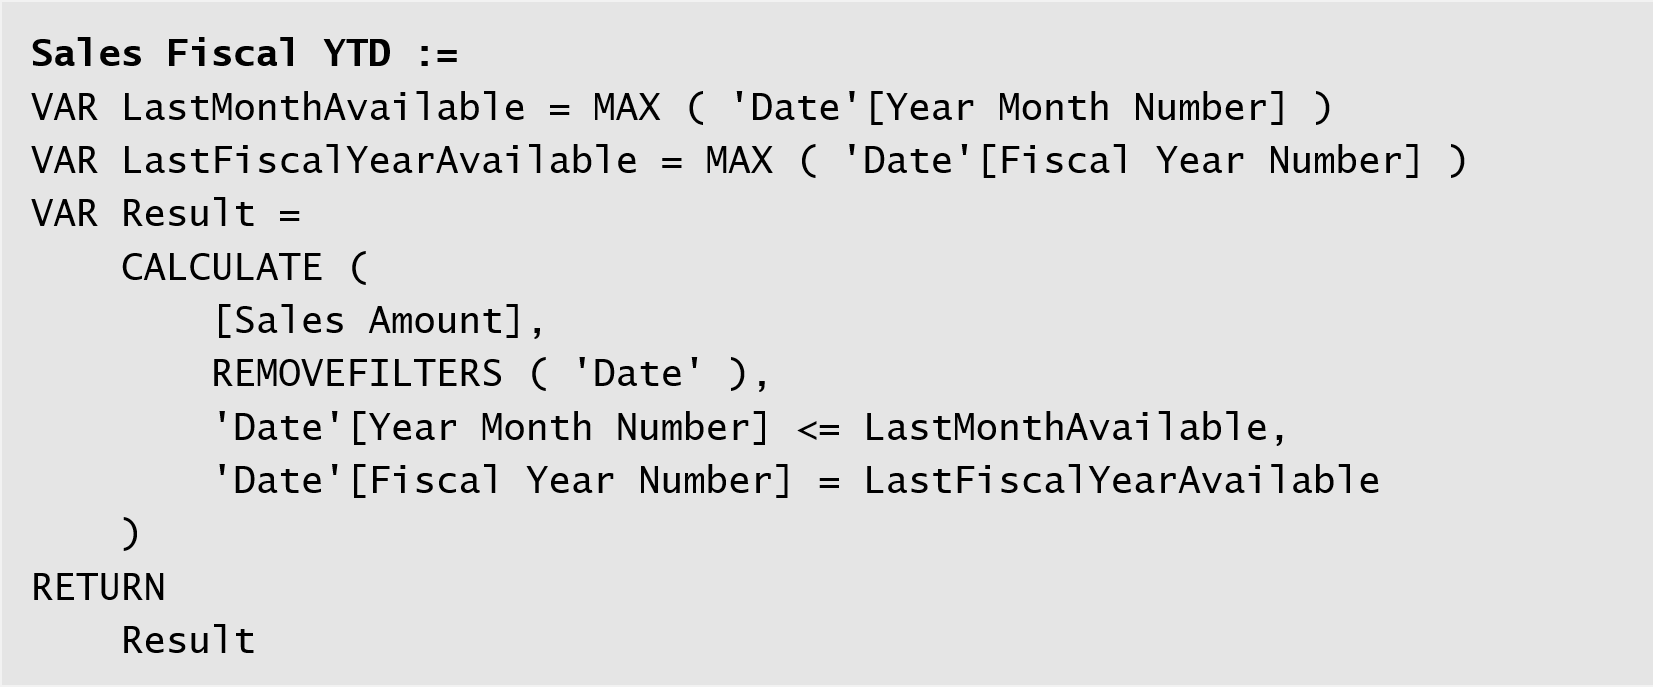 Sales Fiscal YTD :=
VAR LastMonthAvailable = MAX ( 'Date'[Year Month Number] )
VAR LastFiscalYearAvailable = MAX ( 'Date'[Fiscal Year Number] )
VAR Result =
    CALCULATE (
        [Sales Amount],
        REMOVEFILTERS ( 'Date' ),
        'Date'[Year Month Number] <= LastMonthAvailable,
        'Date'[Fiscal Year Number] = LastFiscalYearAvailable
    )
RETURN
    Result